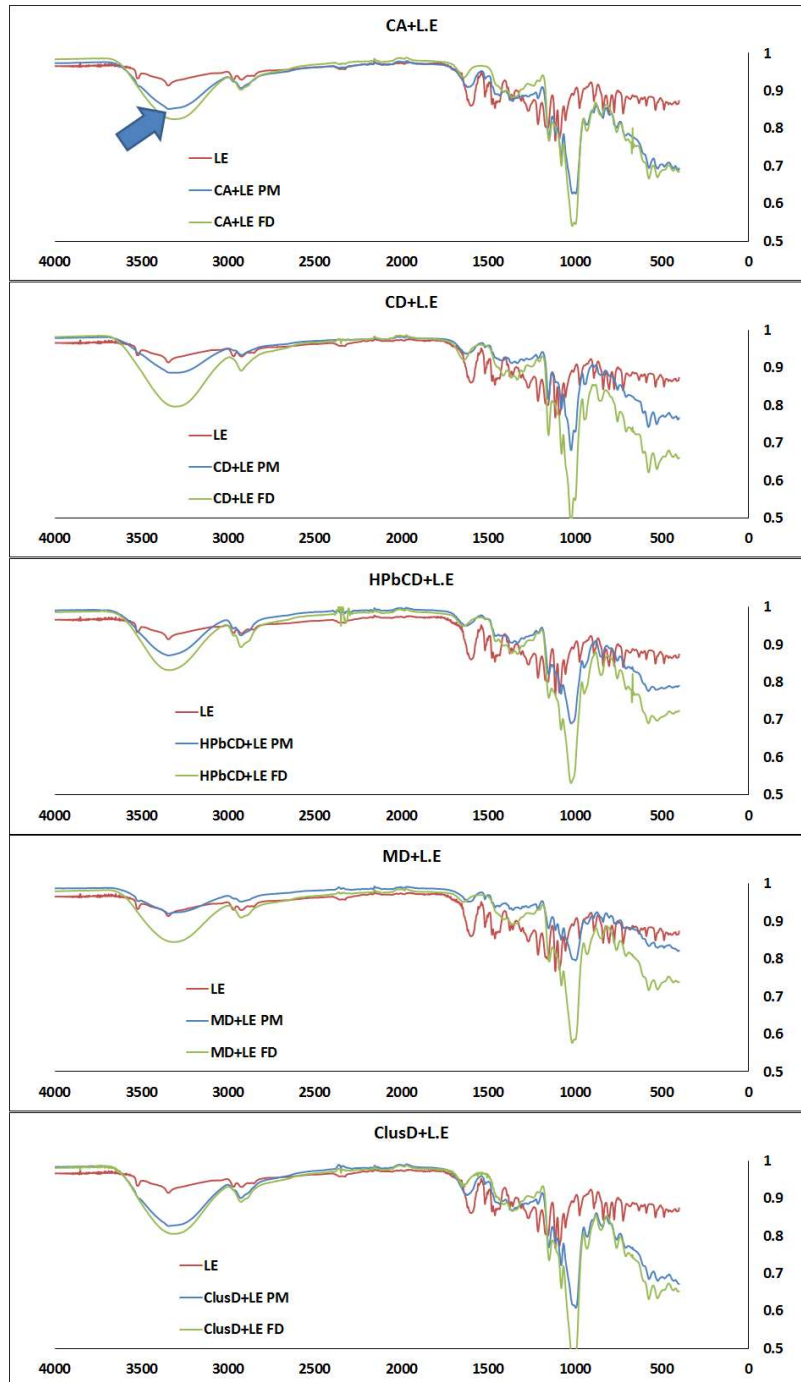 CA+L.E
1
0.9
0.8
0.7
0.6
0.5
LE
CA+LE PM
CA+LE FD
4000 3500 3000 2500 2000 1500 1000 500 0
CD+L.E
1
0.9
0.8
0.7
0.6
0.5
LE
CD+LE PM
CD+LE FD
4000 3500 3000 2500 2000 1500 1000 500 0
HPbCD+L.E
1
0.9
0.8
0.7
0.6
0.5
LE
HPbCD+LE PM
HPbCD+LE FD
4000 3500 3000 2500 2000 1500 1000 500 0
MD+L.E
1
0.9
0.8
0.7
0.6
0.5
LE
MD+LE PM
MD+LE FD
4000 3500 3000 2500 2000 1500 1000 500 0
ClusD+L.E
1
0.9
0.8
0.7
0.6
0.5
LE
ClusD+LE PM
ClusD+LE FD
4000 3500 3000 2500 2000 1500 1000 500 0